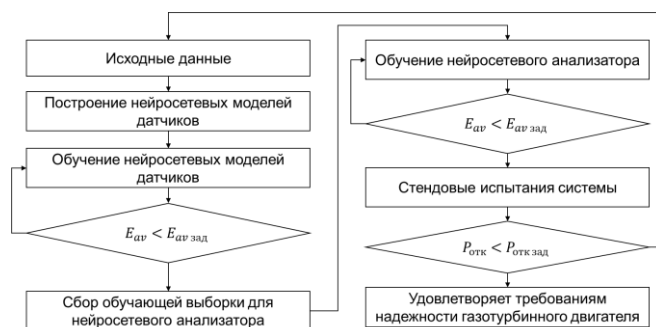 Исходные данные
Построение нейросетевых моделей
датчиков
Обучение нейросетевых моделей
датчиков
E_av < E_av зад
Сбор обучающей выборки для
нейросетевого анализатора
Обучение нейросетевого анализатора
E_av < E_av зад
Стендовые испытания системы
P_отк < P_отк зад
Удовлетворяет требованиям
надежности газотурбинного двигателя